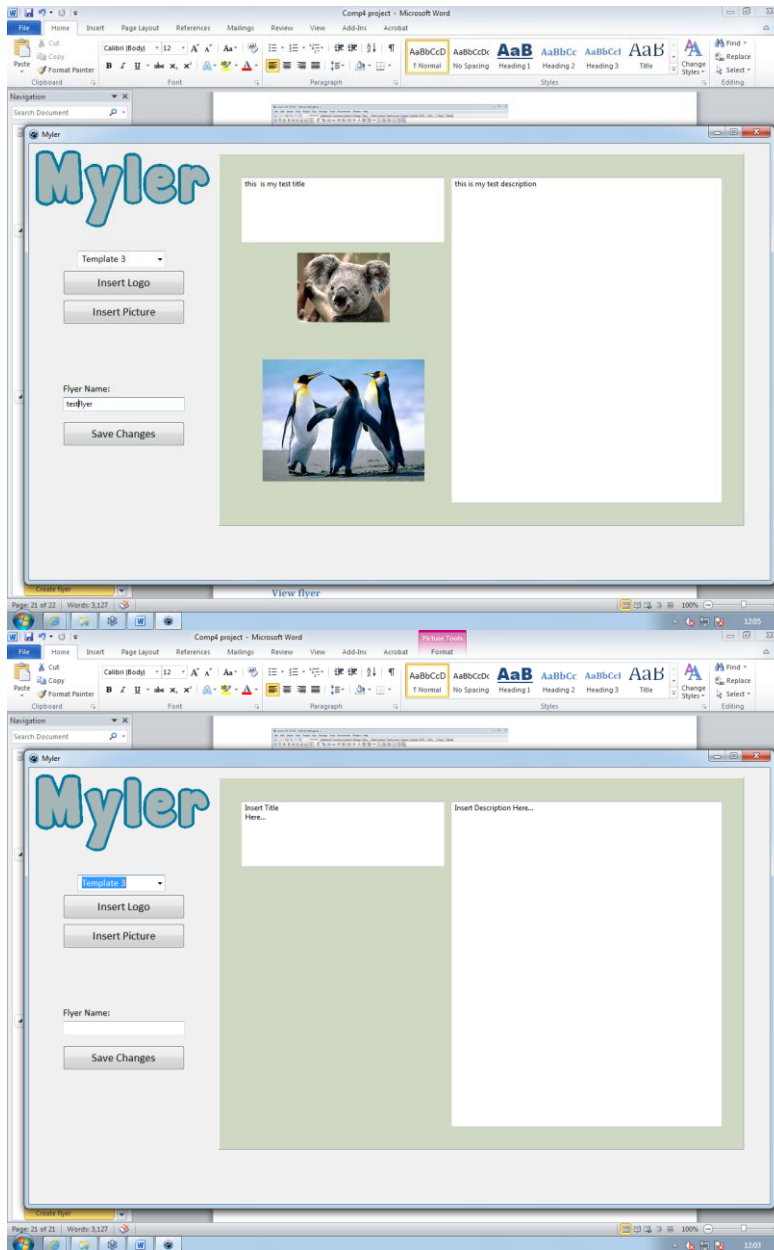 Comp4 project - Microsoft Word
File Home Insert Page Layout References Mailings Review View Add-Ins Acrobat
Cut
Copy
Format Painter
Paste
Calibri (Body) 12
AaBbCcD AaBbCcDc AaB AaBbCc AaBbCcI AaB
¶ Normal No Spacing Heading 1 Heading 2 Heading 3 Title
Change Styles
Find
Replace
Select
Clipboard Font Paragraph Styles Editing
Navigation
Search Document
Myler
Myler
this is my test title
this is my test description
Template 3
Insert Logo
Insert Picture
Flyer Name:
testflyer
Save Changes
Create flyer
View flyer
Page: 21 of 22 Words: 3,127 100%
12:05
Comp4 project - Microsoft Word Picture Tools
File Home Insert Page Layout References Mailings Review View Add-Ins Acrobat Format
Cut
Copy
Format Painter
Paste
Calibri (Body) 12
AaBbCcD AaBbCcDc AaB AaBbCc AaBbCcI AaB
¶ Normal No Spacing Heading 1 Heading 2 Heading 3 Title
Change Styles
Find
Replace
Select
Clipboard Font Paragraph Styles Editing
Navigation
Search Document
Myler
Myler
Insert Title
Here...
Insert Description Here...
Template 3
Insert Logo
Insert Picture
Flyer Name:
Save Changes
Create flyer
Page: 21 of 21 Words: 3,127 100%
12:03